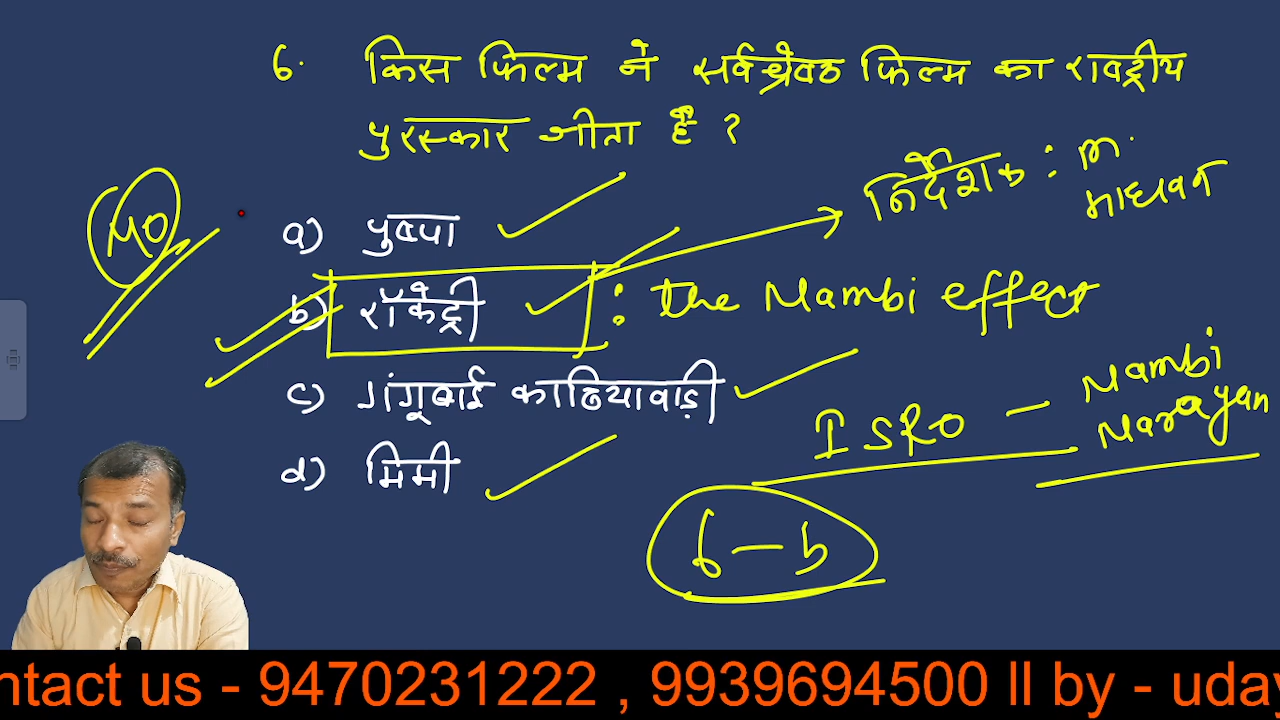 6. किस फिल्म ने सर्वश्रेष्ठ फिल्म का राष्ट्रीय
पुरस्कार जीता है ?
निर्देशक : m.
माधवन
a) पुष्पा
b) राॅकेट्री : the Nambi effect
c) गंगूबाई काठियावाड़ी
ISRO — Nambi
Narayan
d) मिमी
6 — b
ntact us - 9470231222 , 9939694500 ll by - uday